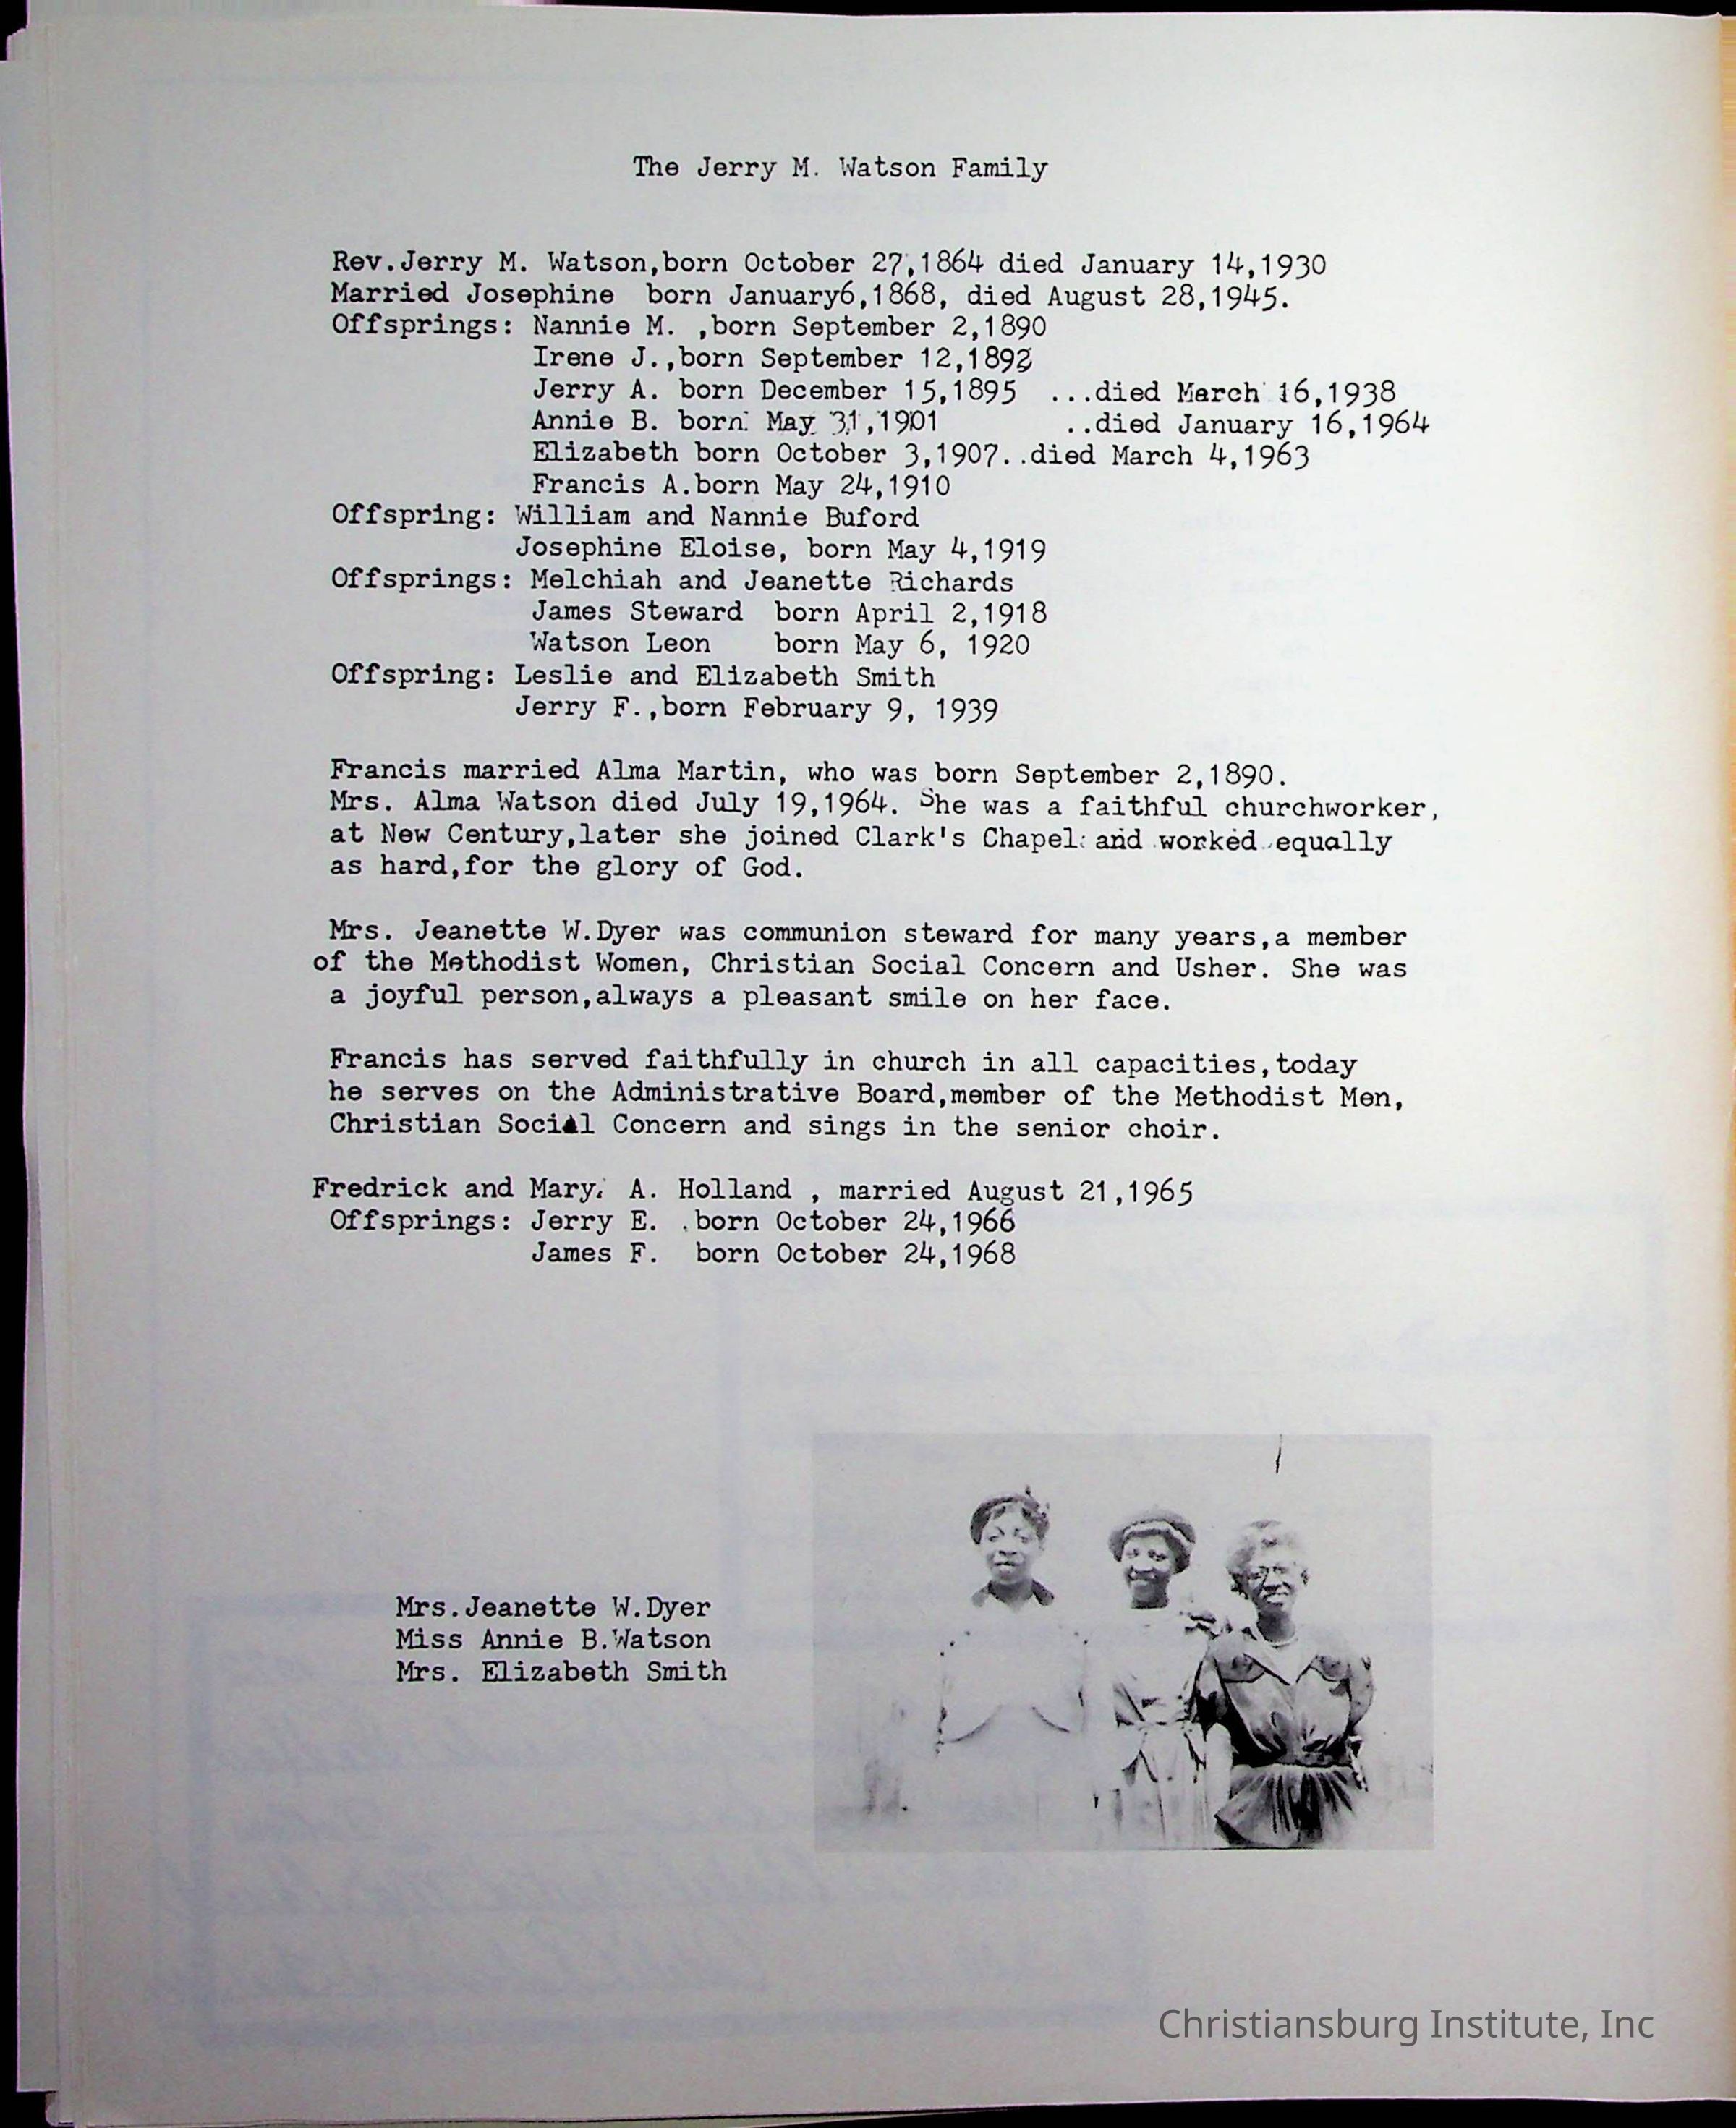 The Jerry M. Watson Family
Rev.Jerry M. Watson,born October 27,1864 died January 14,1930
Married Josephine born January6,1868, died August 28,1945.
Offsprings: Nannie M. ,born September 2,1890
Irene J.,born September 12,1892
Jerry A. born December 15,1895 ...died March 16,1938
Annie B. born May 31,1901 ..died January 16,1964
Elizabeth born October 3,1907..died March 4,1963
Francis A.born May 24,1910
Offspring: William and Nannie Buford
Josephine Eloise, born May 4,1919
Offsprings: Melchiah and Jeanette Richards
James Steward born April 2,1918
Watson Leon born May 6, 1920
Offspring: Leslie and Elizabeth Smith
Jerry F.,born February 9, 1939
Francis married Alma Martin, who was born September 2,1890.
Mrs. Alma Watson died July 19,1964. She was a faithful churchworker,
at New Century,later she joined Clark's Chapel and worked equally
as hard,for the glory of God.
Mrs. Jeanette W.Dyer was communion steward for many years,a member
of the Methodist Women, Christian Social Concern and Usher. She was
a joyful person,always a pleasant smile on her face.
Francis has served faithfully in church in all capacities,today
he serves on the Administrative Board,member of the Methodist Men,
Christian Social Concern and sings in the senior choir.
Fredrick and Mary. A. Holland , married August 21,1965
Offsprings: Jerry E. .born October 24,1966
James F. born October 24,1968
Mrs.Jeanette W.Dyer
Miss Annie B.Watson
Mrs. Elizabeth Smith
Christiansburg Institute, Inc